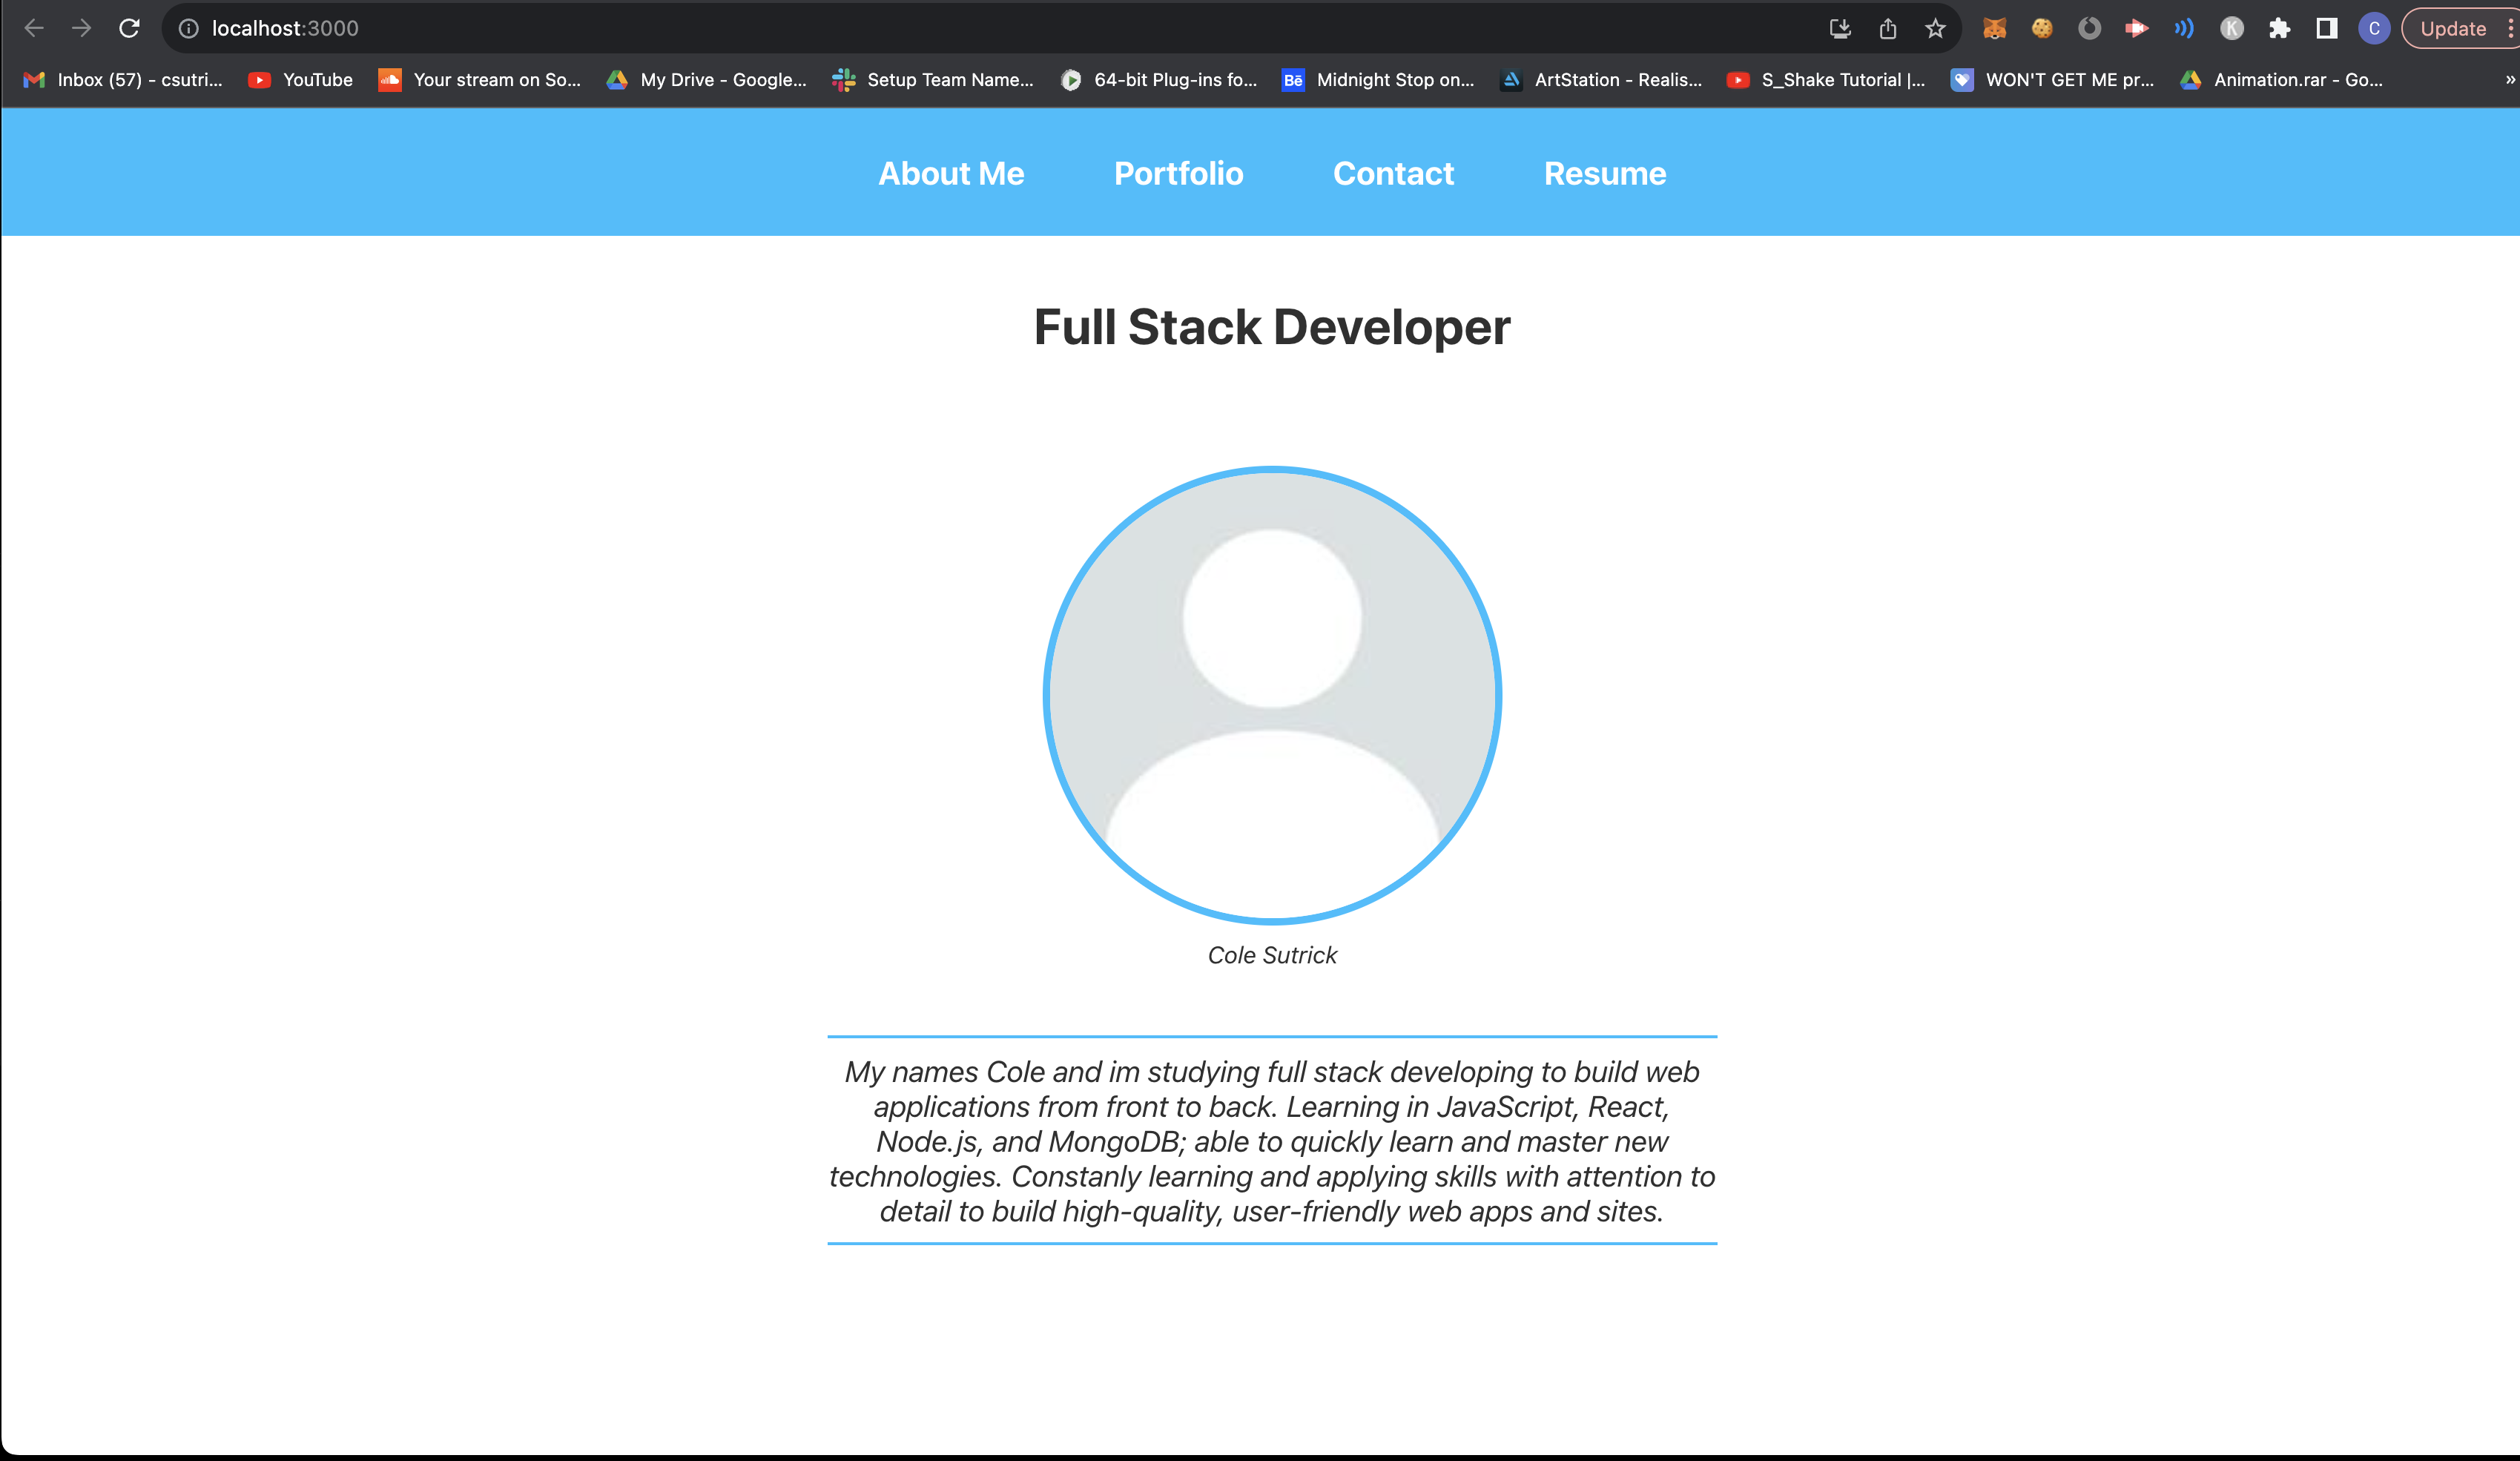 localhost:3000
Update
Inbox (57) - csutri...
YouTube
Your stream on So...
My Drive - Google...
Setup Team Name...
64-bit Plug-ins fo...
Bē
Midnight Stop on...
ArtStation - Realis...
S_Shake Tutorial |...
WON'T GET ME pr...
Animation.rar - Go...
»
K
C
About Me
Portfolio
Contact
Resume
Full Stack Developer
Cole Sutrick
My names Cole and im studying full stack developing to build web
applications from front to back. Learning in JavaScript, React,
Node.js, and MongoDB; able to quickly learn and master new
technologies. Constanly learning and applying skills with attention to
detail to build high-quality, user-friendly web apps and sites.